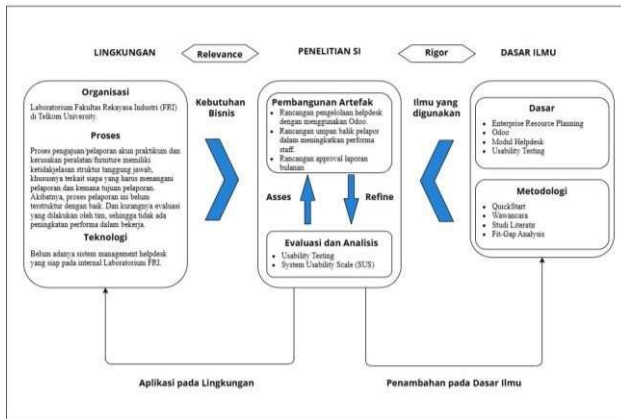 LINGKUNGAN
Relevance
PENELITIAN SI
Rigor
DASAR ILMU
Organisasi
Laboratorium Fakultas Rekayasa Industri (FRI)
di Telkom University.
Proses
Proses pengajuan/pelaporan akun praktikum dan
kerusakan peralatan/furniture memiliki
ketidakjelasan struktur tanggung jawab,
khususnya terkait siapa yang harus menangani
pelaporan dan kemana tujuan pelaporan.
Akibatnya, proses pelaporan ini belum
terstruktur dengan baik. Dan kurangnya evaluasi
yang dilakukan oleh tim, sehingga tidak ada
peningkatan performa dalam bekerja.
Teknologi
Belum adanya sistem management helpdesk
yang siap pada internal Laboratorium FRI.
Kebutuhan
Bisnis
Pembangunan Artefak
• Rancangan pengelolaan helpdesk
dengan menggunakan Odoo.
• Rancangan umpan balik pelapor
dalam meningkatkan performa
staff.
• Rancangan approval laporan
bulanan
Asses
Refine
Evaluasi dan Analisis
• Usability Testing
• System Usability Scale (SUS)
Ilmu yang
digunakan
Dasar
• Enterprise Resource Planning
• Odoo
• Modul Helpdesk
• Usability Testing
Metodologi
• QuickStart
• Wawancara
• Studi Literatir
• Fit-Gap Analysis
Aplikasi pada Lingkungan
Penambahan pada Dasar Ilmu